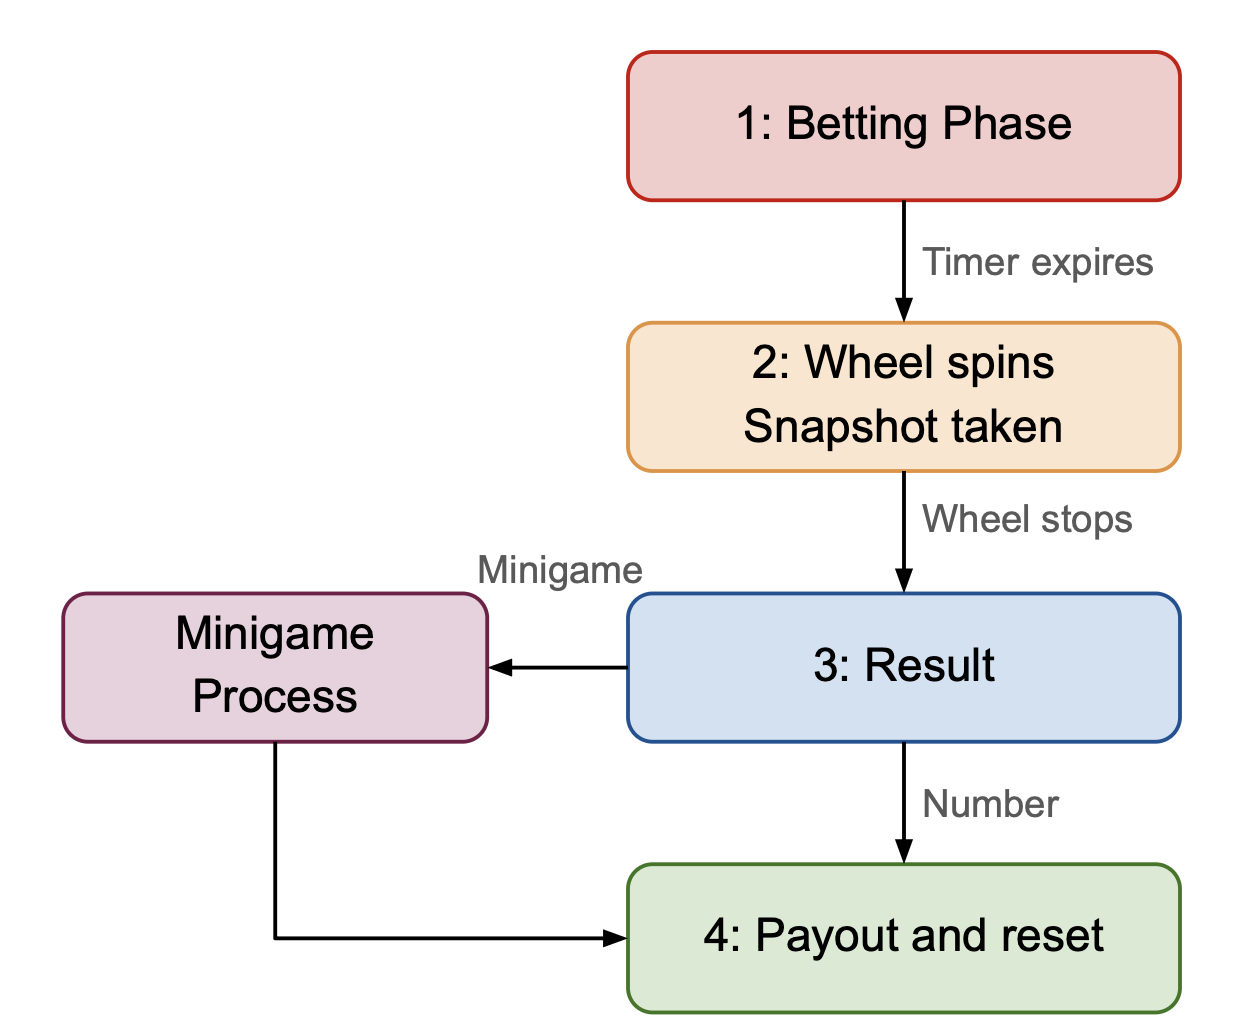 1: Betting Phase
Timer expires
2: Wheel spins
Snapshot taken
Wheel stops
Minigame
Minigame
Process
3: Result
Number
4: Payout and reset